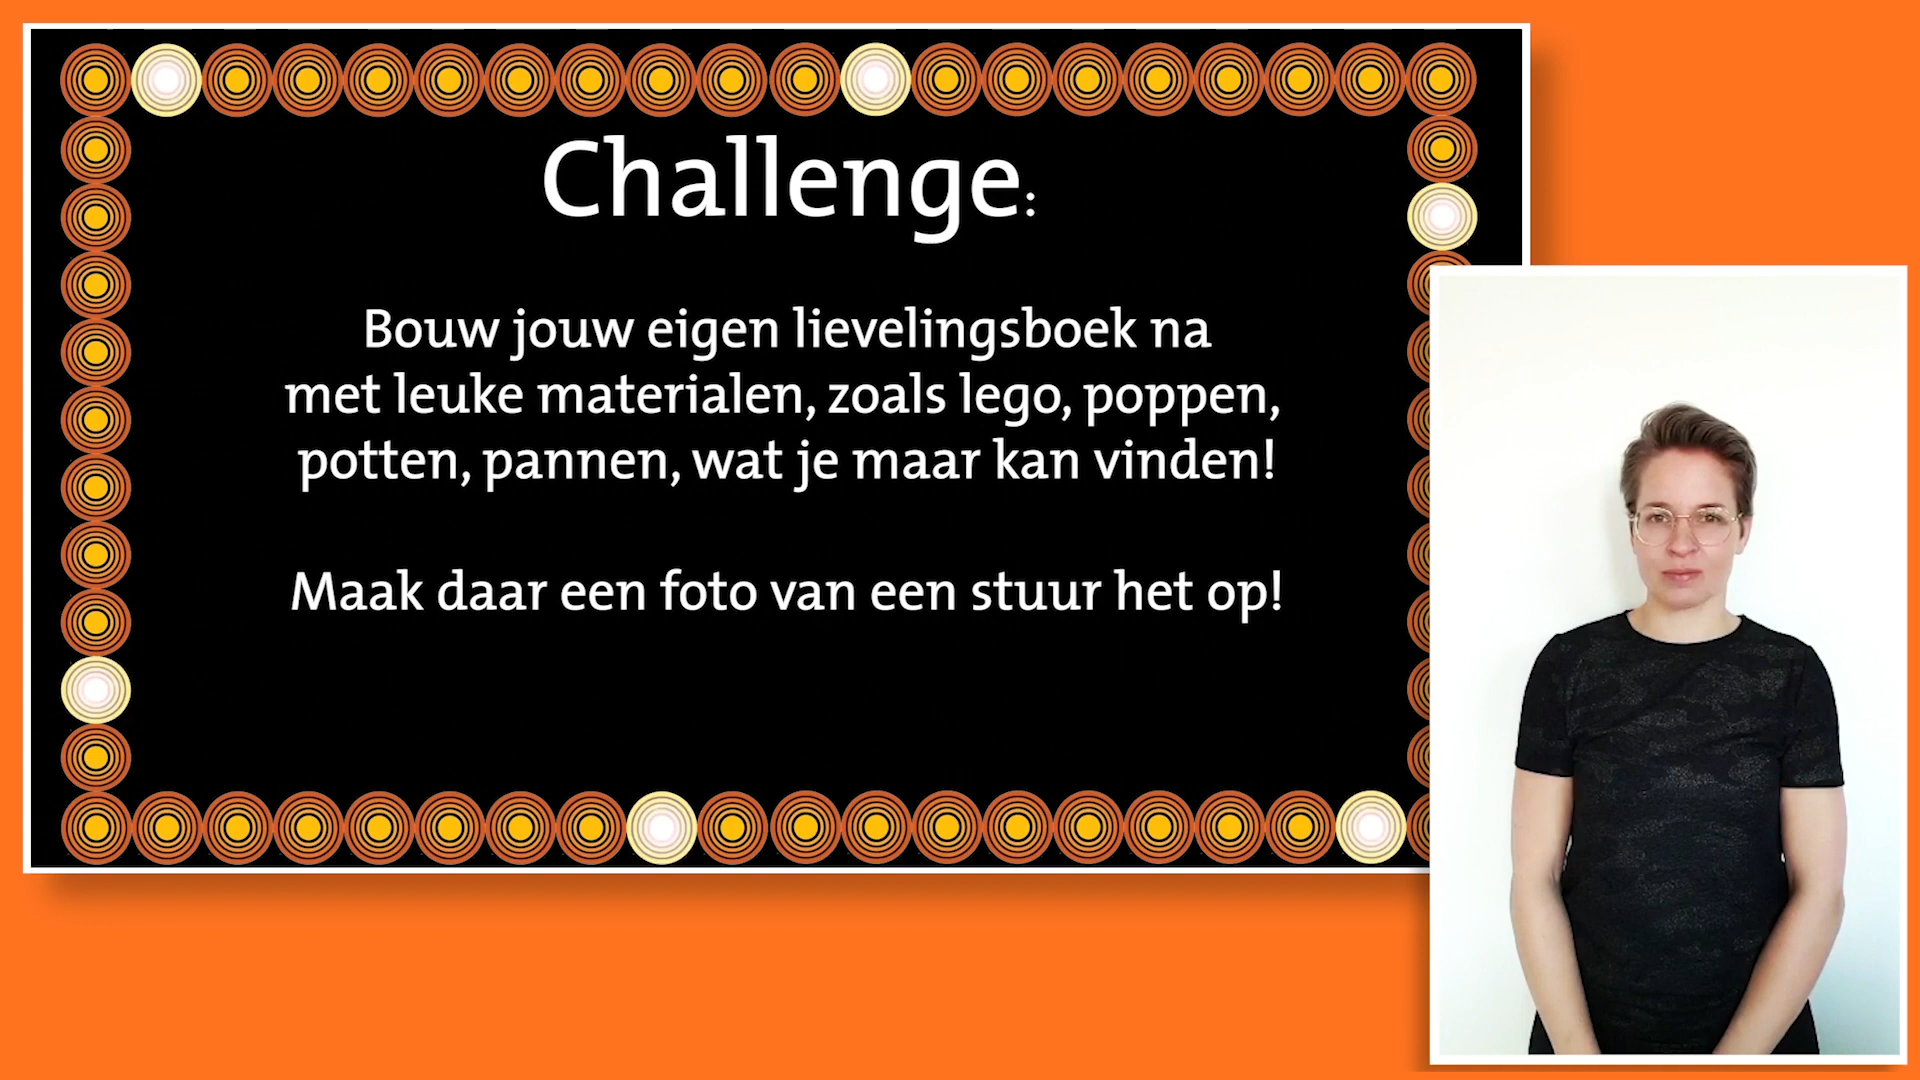 Challenge:
Bouw jouw eigen lievelingsboek na
met leuke materialen, zoals lego, poppen,
potten, pannen, wat je maar kan vinden!
Maak daar een foto van een stuur het op!